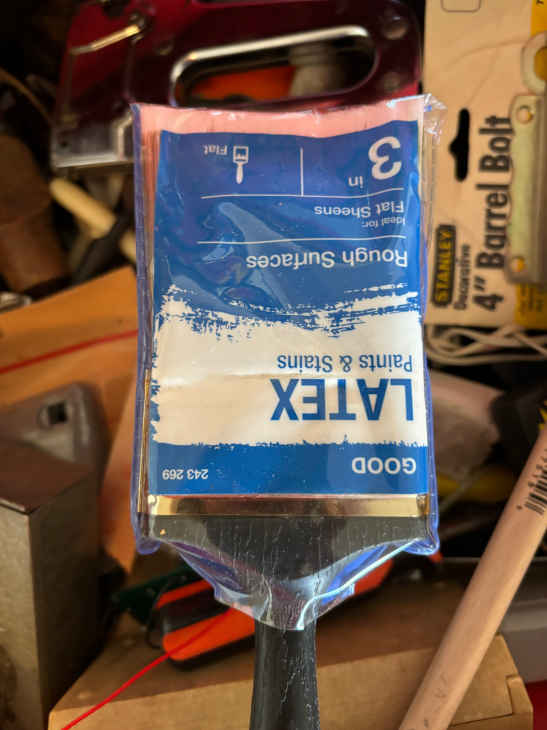 GOOD
243 269
LATEX
Paints & Stains
Rough Surfaces
Ideal for:
Flat Sheens
3 in
Flat
STANLEY
Decorative
4" Barrel Bolt